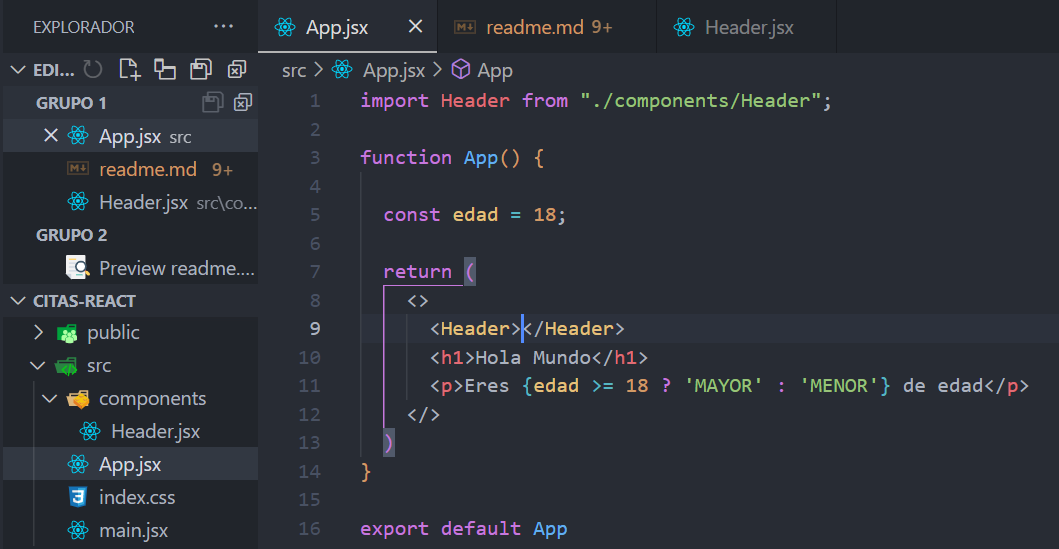 EXPLORADOR ···
App.jsx
readme.md 9+
Header.jsx
EDI...
src > App.jsx > App
GRUPO 1
App.jsx src
readme.md 9+
Header.jsx src\co...
GRUPO 2
Preview readme....
CITAS-REACT
public
src
components
Header.jsx
App.jsx
index.css
main.jsx
1 import Header from "./components/Header";
2
3 function App() {
4
5   const edad = 18;
6
7   return (
8     <>
9       <Header></Header>
10       <h1>Hola Mundo</h1>
11       <p>Eres {edad >= 18 ? 'MAYOR' : 'MENOR'} de edad</p>
12     </>
13   )
14 }
15
16 export default App